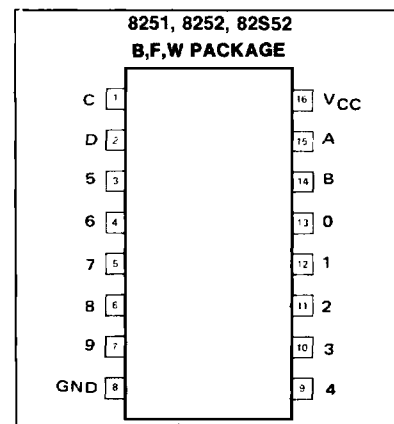 8251, 8252, 82S52
B,F,W PACKAGE
C 1 16 VCC
D 2 15 A
5 3 14 B
6 4 13 0
7 5 12 1
8 6 11 2
9 7 10 3
GND 8 9 4